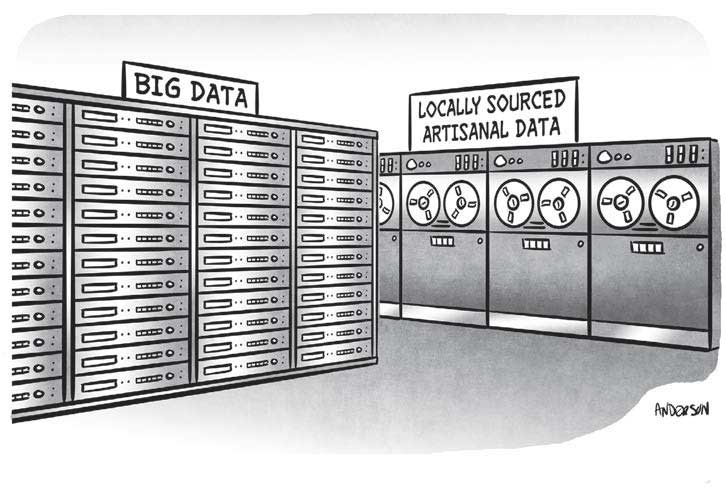 BIG DATA
LOCALLY SOURCED
ARTISANAL DATA
ANDERSON